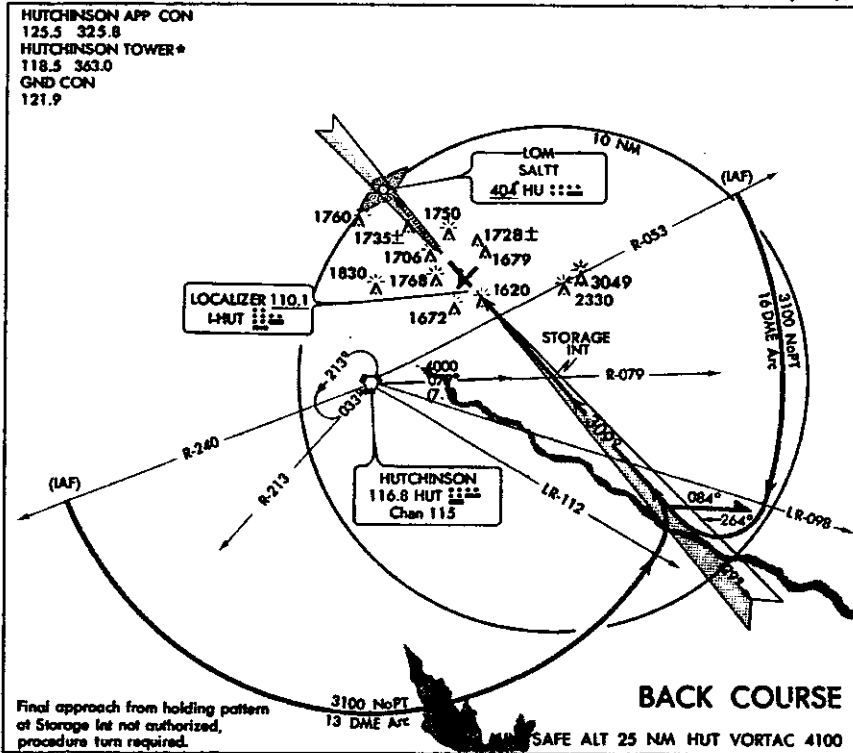 HUTCHINSON APP CON
125.5 325.8
HUTCHINSON TOWER*
118.5 363.0
GND CON
121.9
10 NM
LOM
SALTT
404 HU
(IAF)
R-053
1760
1735±
1750
1728±
1706
1679
1830
1768
3049
2330
1620
1672
LOCALIZER 110.1
I-HUT
3100 NoPT
16 DME Arc
STORAGE
INT
4000
R-079
213°
033°
R-240
R-213
(IAF)
HUTCHINSON
116.8 HUT
Chan 115
LR-112
084°
264°
LR-098
3100 NoPT
13 DME Arc
BACK COURSE
Final approach from holding pattern
at Storage Int not authorized,
procedure turn required.
SAFE ALT 25 NM HUT VORTAC 4100